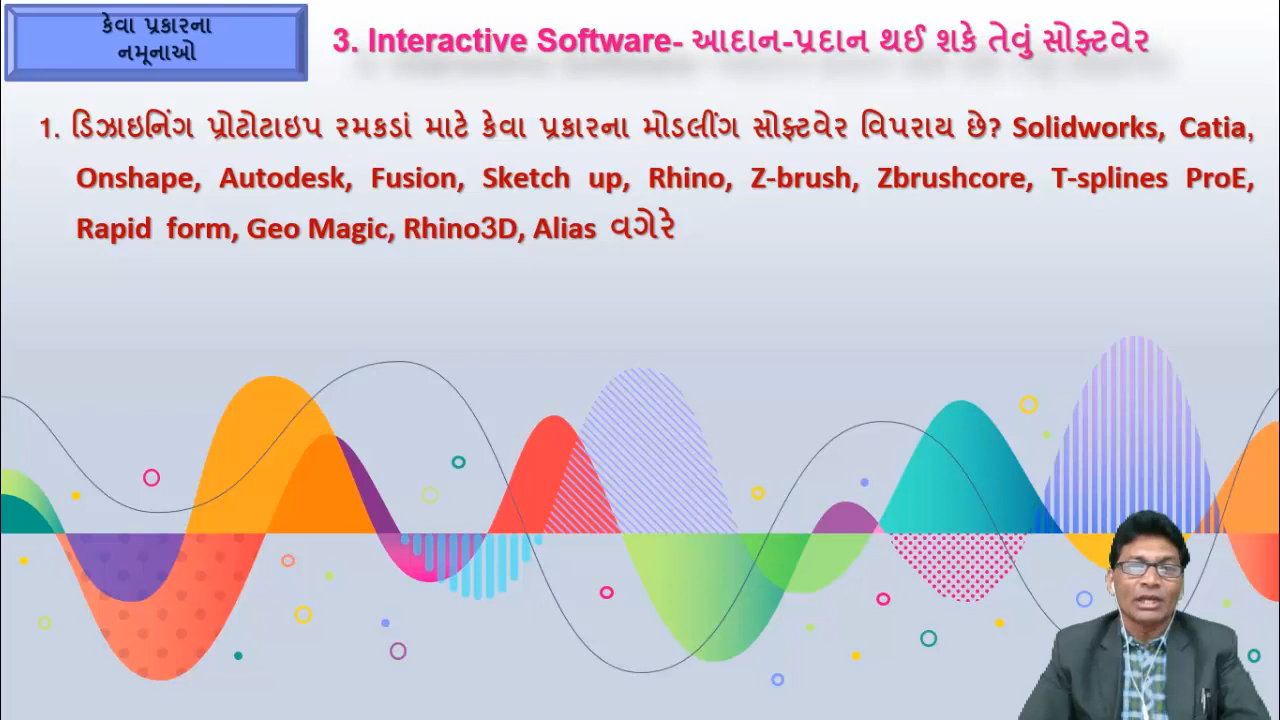 કેવા પ્રકારના
નમૂનાઓ
3. Interactive Software- આદાન-પ્રદાન થઈ શકે તેવું સોફ્ટવેર
1. ડિઝાઇનિંગ પ્રોટોટાઇપ રમકડાં માટે કેવા પ્રકારના મોડલીંગ સોફ્ટવેર વિપરાય છે? Solidworks, Catia,
Onshape, Autodesk, Fusion, Sketch up, Rhino, Z-brush, Zbrushcore, T-splines ProE,
Rapid form, Geo Magic, Rhino3D, Alias વગેરે